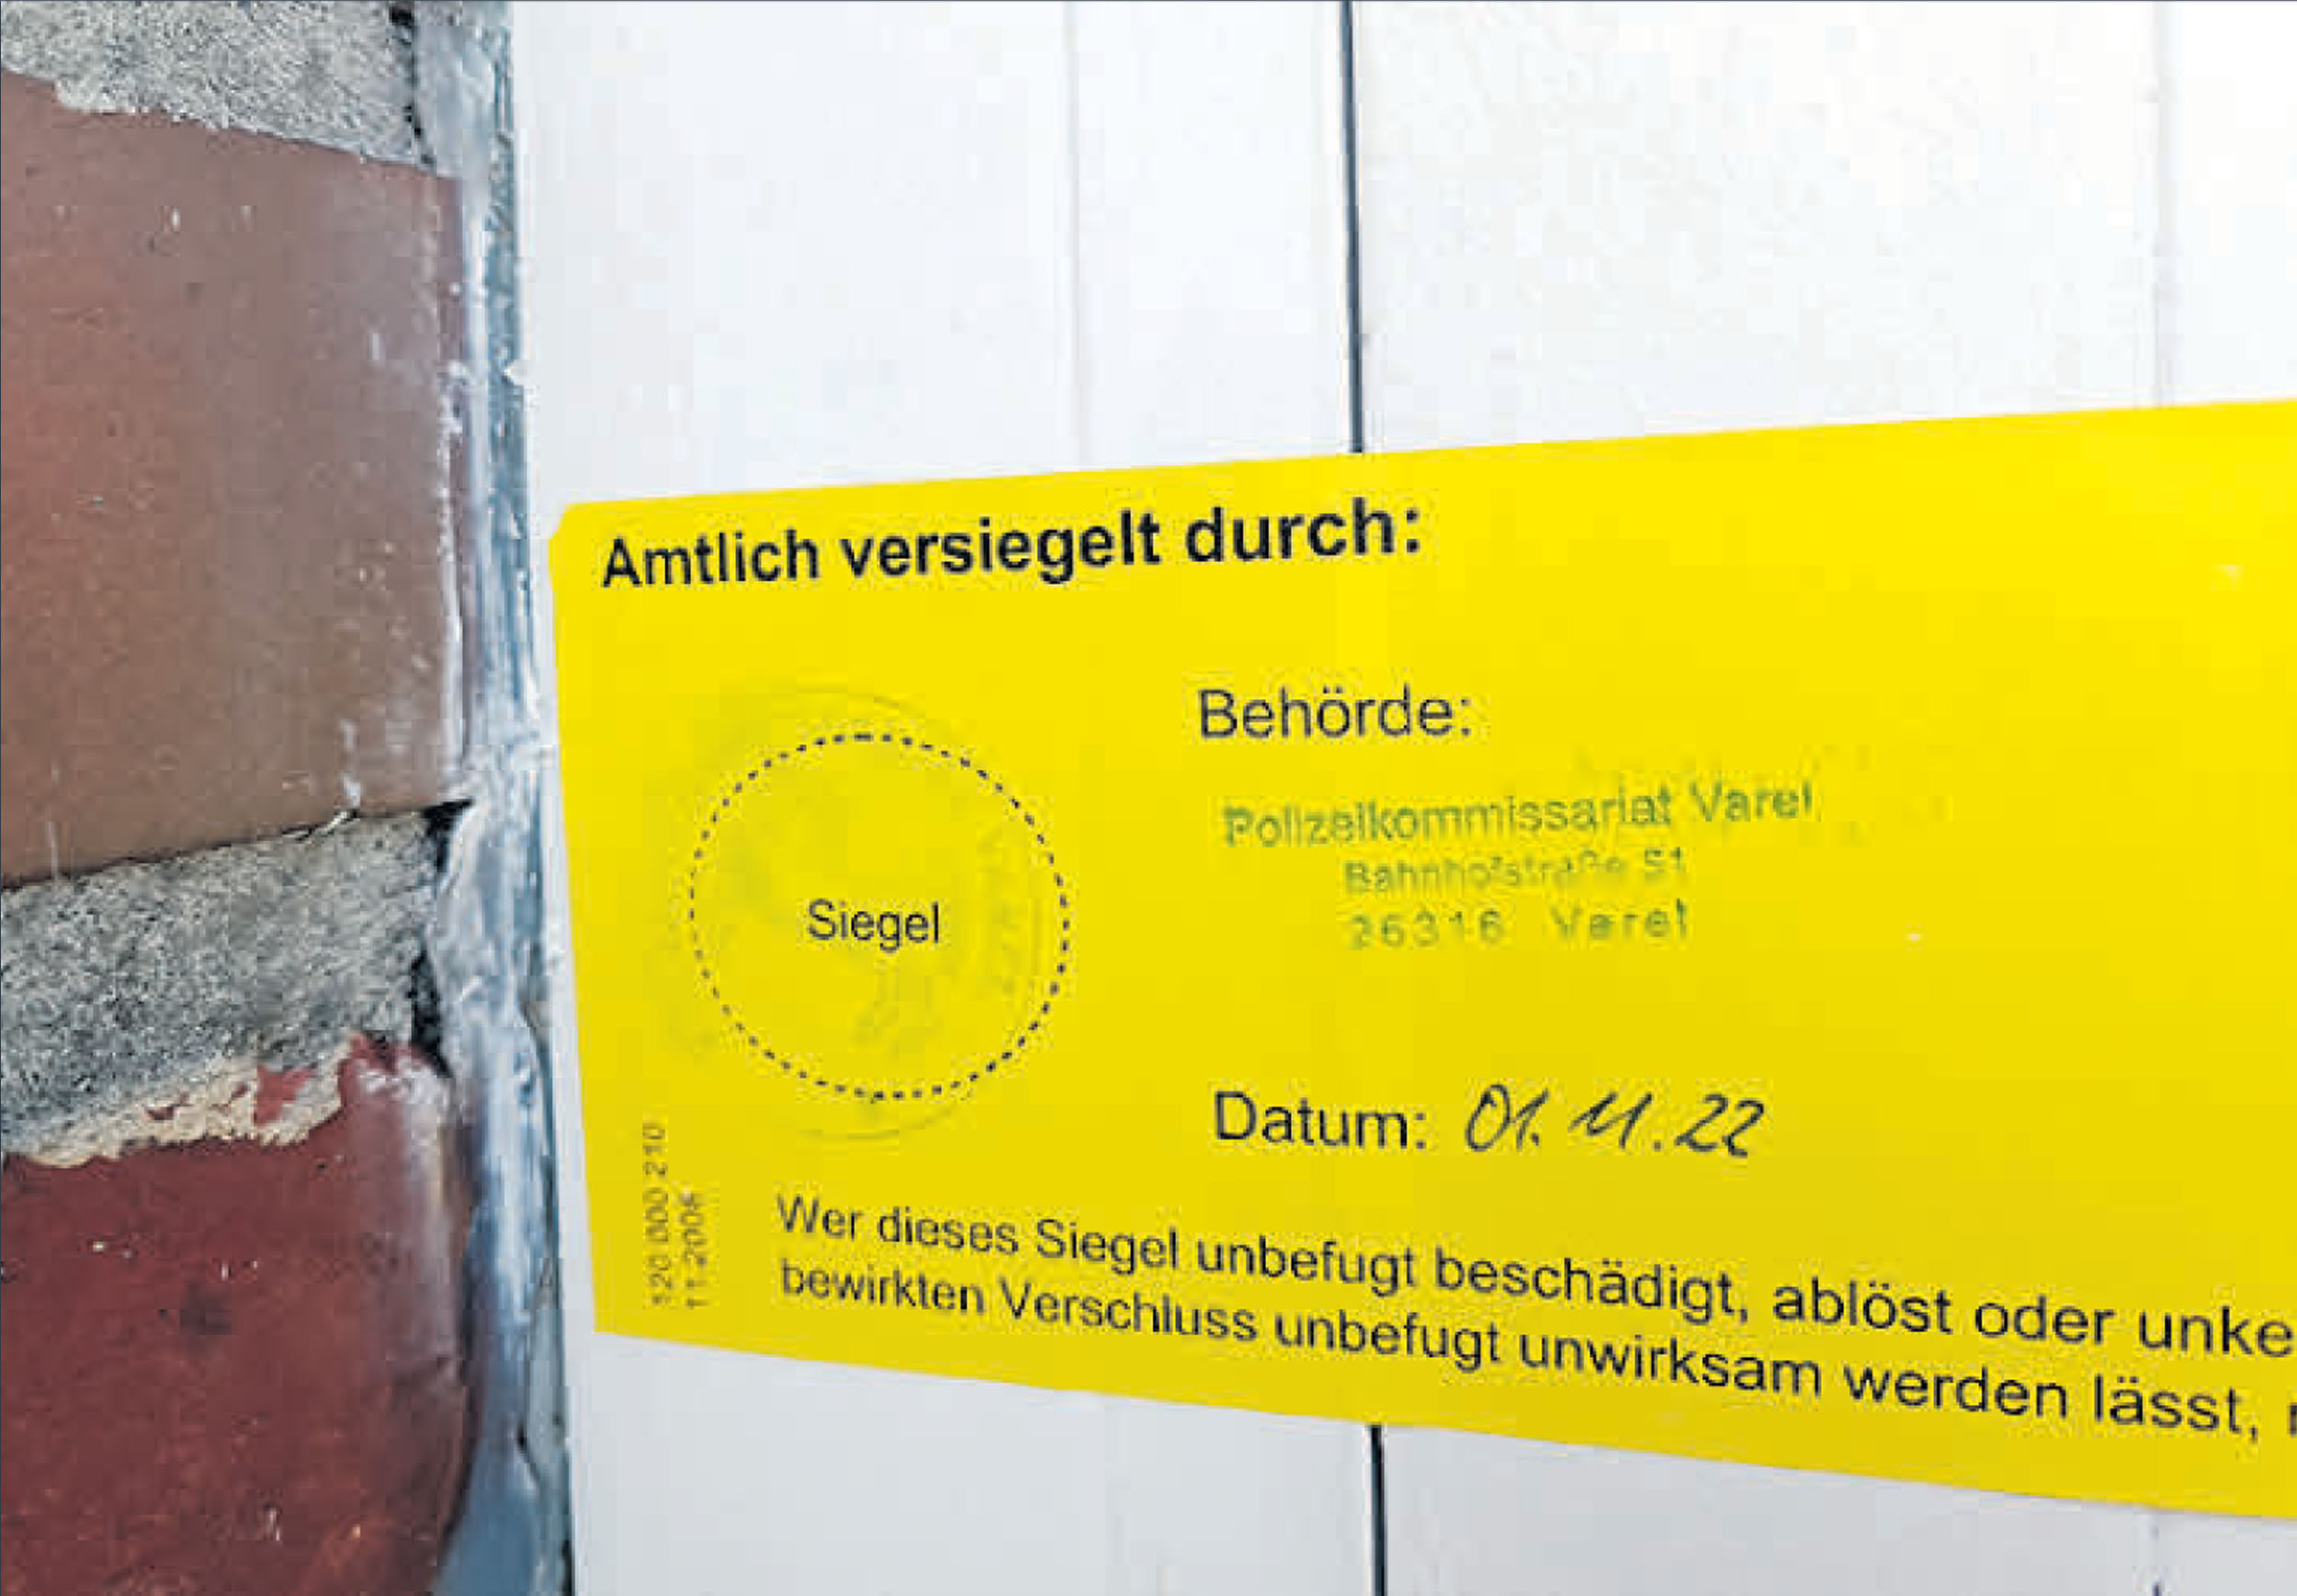 Amtlich versiegelt durch:
Behörde:
Polizeikommissariat Varel
Bahnhofstraße 51
26316 Varel
Siegel
Datum: 01.11.22
120 000 210
11-2008
Wer dieses Siegel unbefugt beschädigt, ablöst oder unke
bewirkten Verschluss unbefugt unwirksam werden lässt,